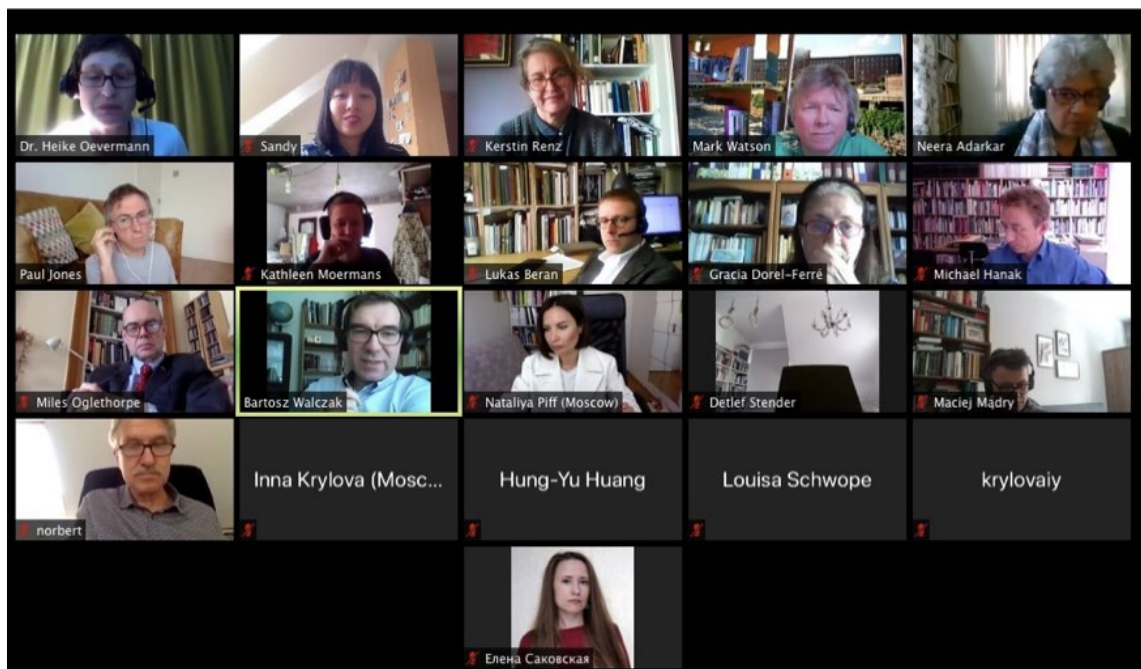 Dr. Heike Oevermann
Sandy
Kerstin Renz
Mark Watson
Neera Adarkar
Paul Jones
Kathleen Moermans
Lukas Beran
Gracia Dorel-Ferré
Michael Hanak
Miles Oglethorpe
Bartosz Walczak
Nataliya Piff (Moscow)
Detlef Stender
Maciej Mądry
norbert
Inna Krylova (Mosc...
Hung-Yu Huang
Louisa Schwope
krylovaiy
Елена Саковская